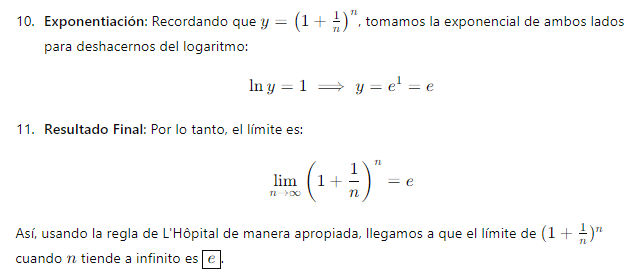 10. Exponentiación: Recordando que $y = \left(1 + \frac{1}{n}\right)^n$, tomamos la exponencial de ambos lados
para deshacernos del logaritmo:
$\ln y = 1 \implies y = e^1 = e$
11. Resultado Final: Por lo tanto, el límite es:
$\lim_{n \to \infty} \left(1 + \frac{1}{n}\right)^n = e$
Así, usando la regla de L'Hôpital de manera apropiada, llegamos a que el límite de $(1 + \frac{1}{n})^n$
cuando $n$ tiende a infinito es $\boxed{e}$.